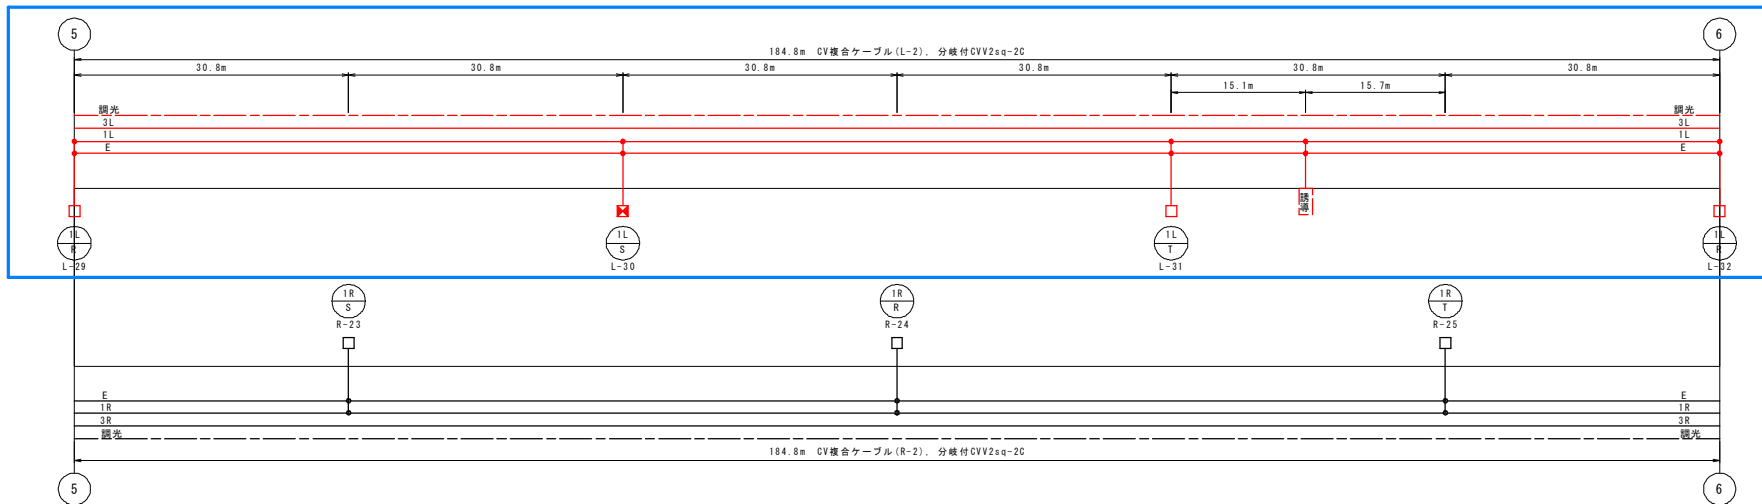 5 6
184.8m CV複合ケーブル(L-2), 分岐付CVV2sq-2C
30.8m 30.8m 30.8m 30.8m 30.8m 30.8m
15.1m 15.7m
調光 調光
3L 3L
1L 1L
E E
誘導
1L 1L 1L 1L
R S T R
L-29 L-30 L-31 L-32
1R 1R 1R
S R T
R-23 R-24 R-25
E E
1R 1R
3R 3R
調光 調光
184.8m CV複合ケーブル(R-2), 分岐付CVV2sq-2C
5 6